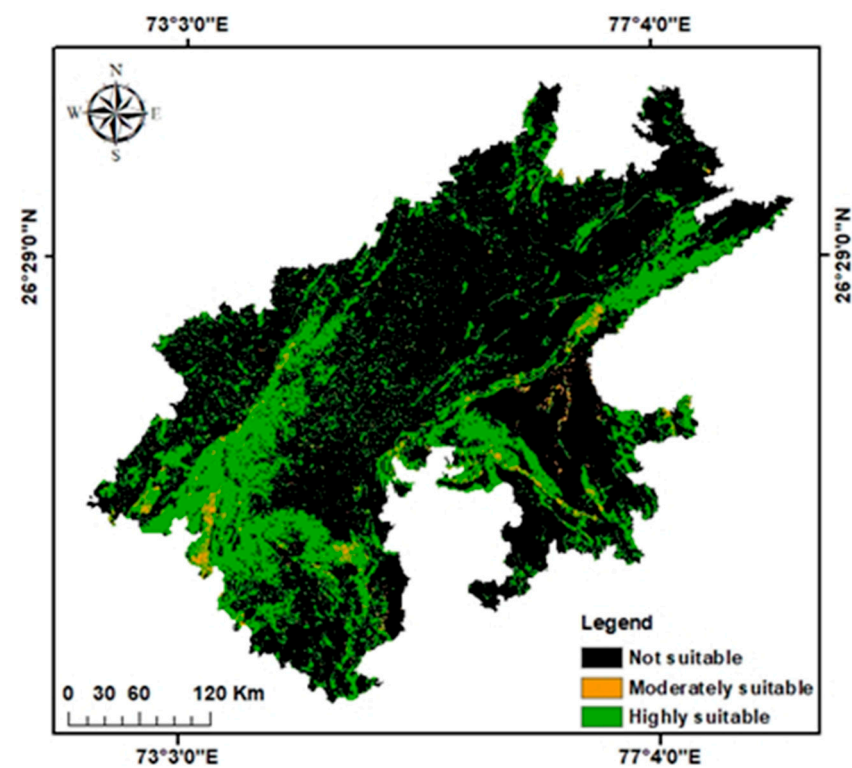 73°3'0"E 77°4'0"E
N
W E
S
26°29'0"N 26°29'0"N
Legend
Not suitable
Moderately suitable
Highly suitable
0 30 60 120 Km
73°3'0"E 77°4'0"E